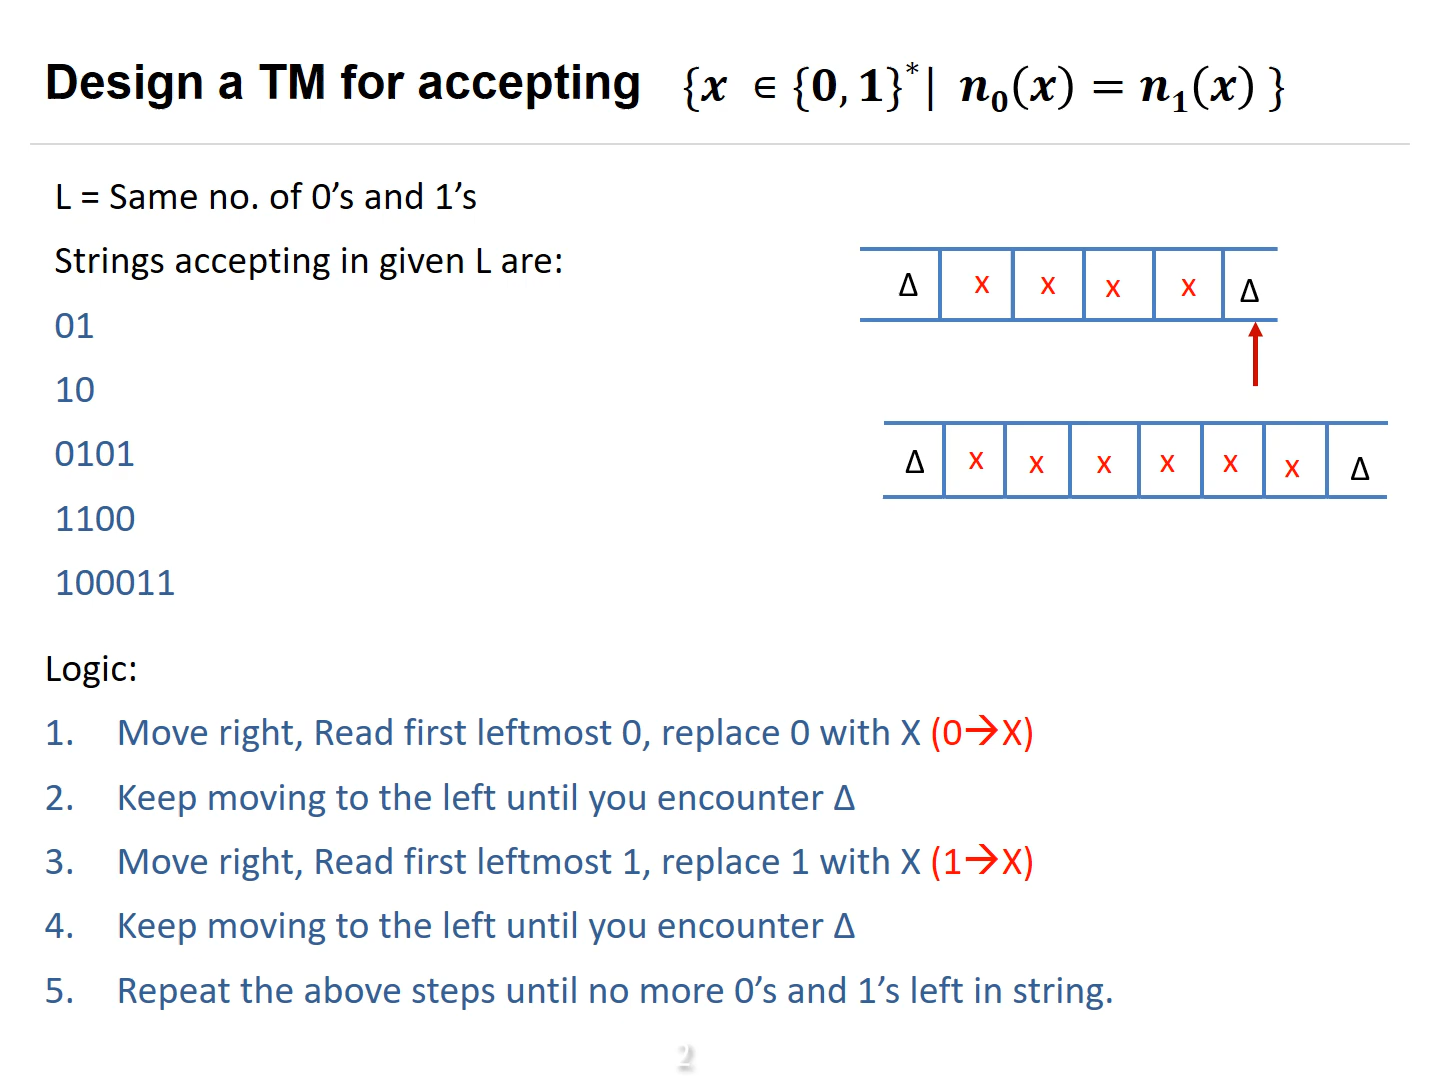 Design a TM for accepting {x ∈ {0, 1}* | n₀(x) = n₁(x) }
L = Same no. of 0’s and 1’s
Strings accepting in given L are:
01
10
0101
1100
100011
Δ x x x x Δ
Δ x x x x x x Δ
Logic:
1. Move right, Read first leftmost 0, replace 0 with X (0→X)
2. Keep moving to the left until you encounter Δ
3. Move right, Read first leftmost 1, replace 1 with X (1→X)
4. Keep moving to the left until you encounter Δ
5. Repeat the above steps until no more 0’s and 1’s left in string.
2